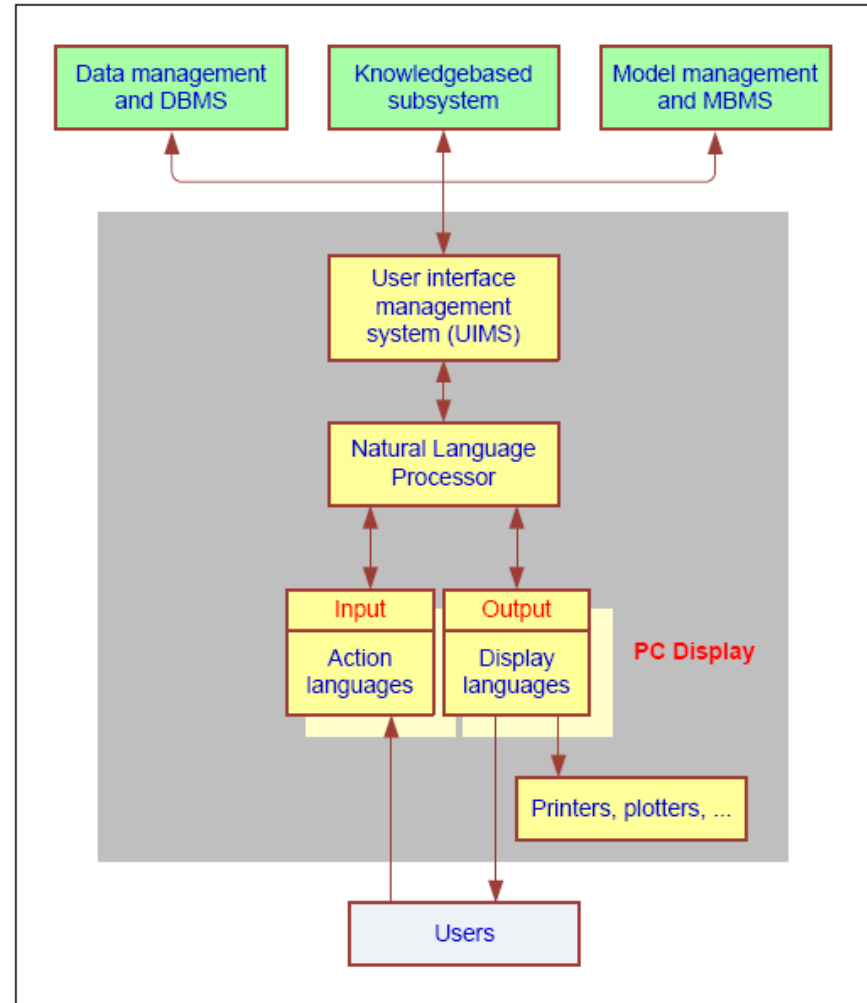 Data management
and DBMS
Knowledgebased
subsystem
Model management
and MBMS
User interface
management
system (UIMS)
Natural Language
Processor
Input
Action
languages
Output
Display
languages
PC Display
Printers, plotters, ...
Users